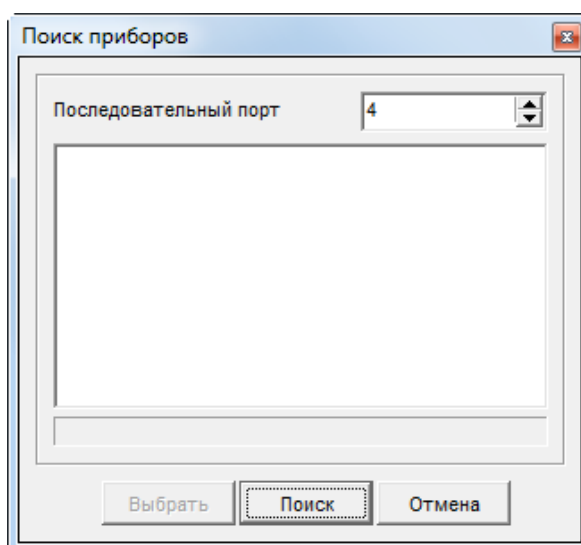 Поиск приборов
Последовательный порт 4
Выбрать Поиск Отмена